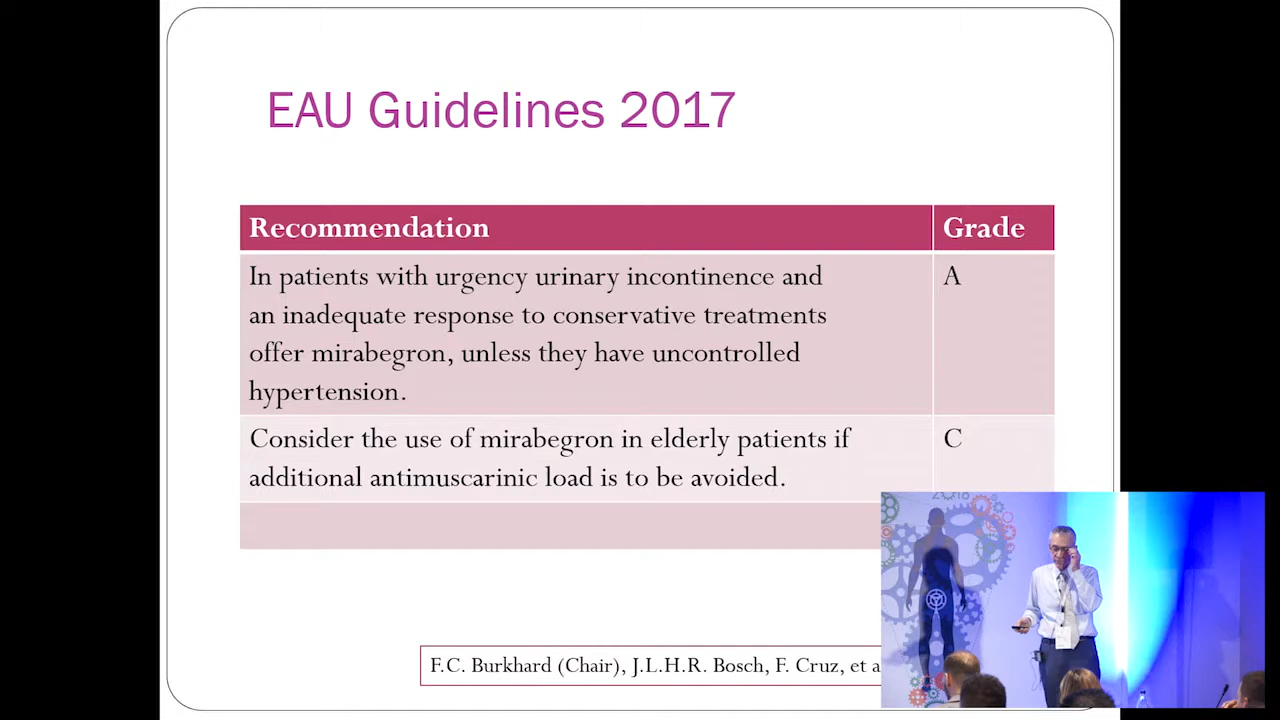 EAU Guidelines 2017
Recommendation
Grade
In patients with urgency urinary incontinence and
an inadequate response to conservative treatments
offer mirabegron, unless they have uncontrolled
hypertension.
A
Consider the use of mirabegron in elderly patients if
additional antimuscarinic load is to be avoided.
C
F.C. Burkhard (Chair), J.L.H.R. Bosch, F. Cruz, et a
2018